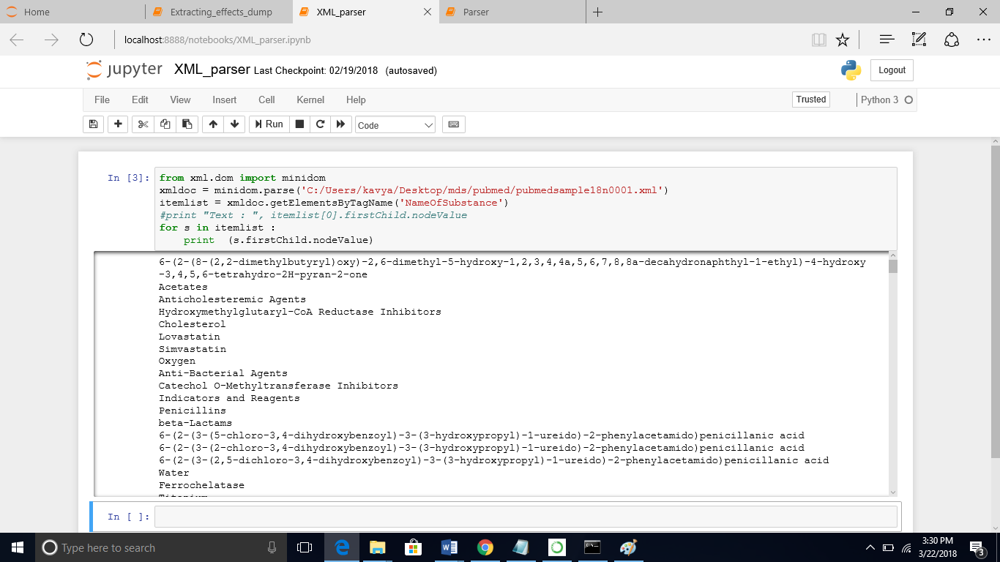 Home
Extracting_effects_dump
XML_parser
Parser
localhost:8888/notebooks/XML_parser.ipynb
jupyter XML_parser Last Checkpoint: 02/19/2018 (autosaved)
Logout
File Edit View Insert Cell Kernel Help
Trusted
Python 3
Run
Code
In [3]:
from xml.dom import minidom
xmldoc = minidom.parse('C:/Users/kavya/Desktop/mds/pubmed/pubmedsample18n0001.xml')
itemlist = xmldoc.getElementsByTagName('NameOfSubstance')
#print "Text : ", itemlist[0].firstChild.nodeValue
for s in itemlist :
    print  (s.firstChild.nodeValue)
6-(2-(8-(2,2-dimethylbutyryl)oxy)-2,6-dimethyl-5-hydroxy-1,2,3,4,4a,5,6,7,8,8a-decahydronaphthyl-1-ethyl)-4-hydroxy
-3,4,5,6-tetrahydro-2H-pyran-2-one
Acetates
Anticholesteremic Agents
Hydroxymethylglutaryl-CoA Reductase Inhibitors
Cholesterol
Lovastatin
Simvastatin
Oxygen
Anti-Bacterial Agents
Catechol O-Methyltransferase Inhibitors
Indicators and Reagents
Penicillins
beta-Lactams
6-(2-(3-(5-chloro-3,4-dihydroxybenzoyl)-3-(3-hydroxypropyl)-1-ureido)-2-phenylacetamido)penicillanic acid
6-(2-(3-(2-chloro-3,4-dihydroxybenzoyl)-3-(3-hydroxypropyl)-1-ureido)-2-phenylacetamido)penicillanic acid
6-(2-(3-(2,5-dichloro-3,4-dihydroxybenzoyl)-3-(3-hydroxypropyl)-1-ureido)-2-phenylacetamido)penicillanic acid
Water
Ferrochelatase
In [ ]:
Type here to search
3:30 PM
3/22/2018
3